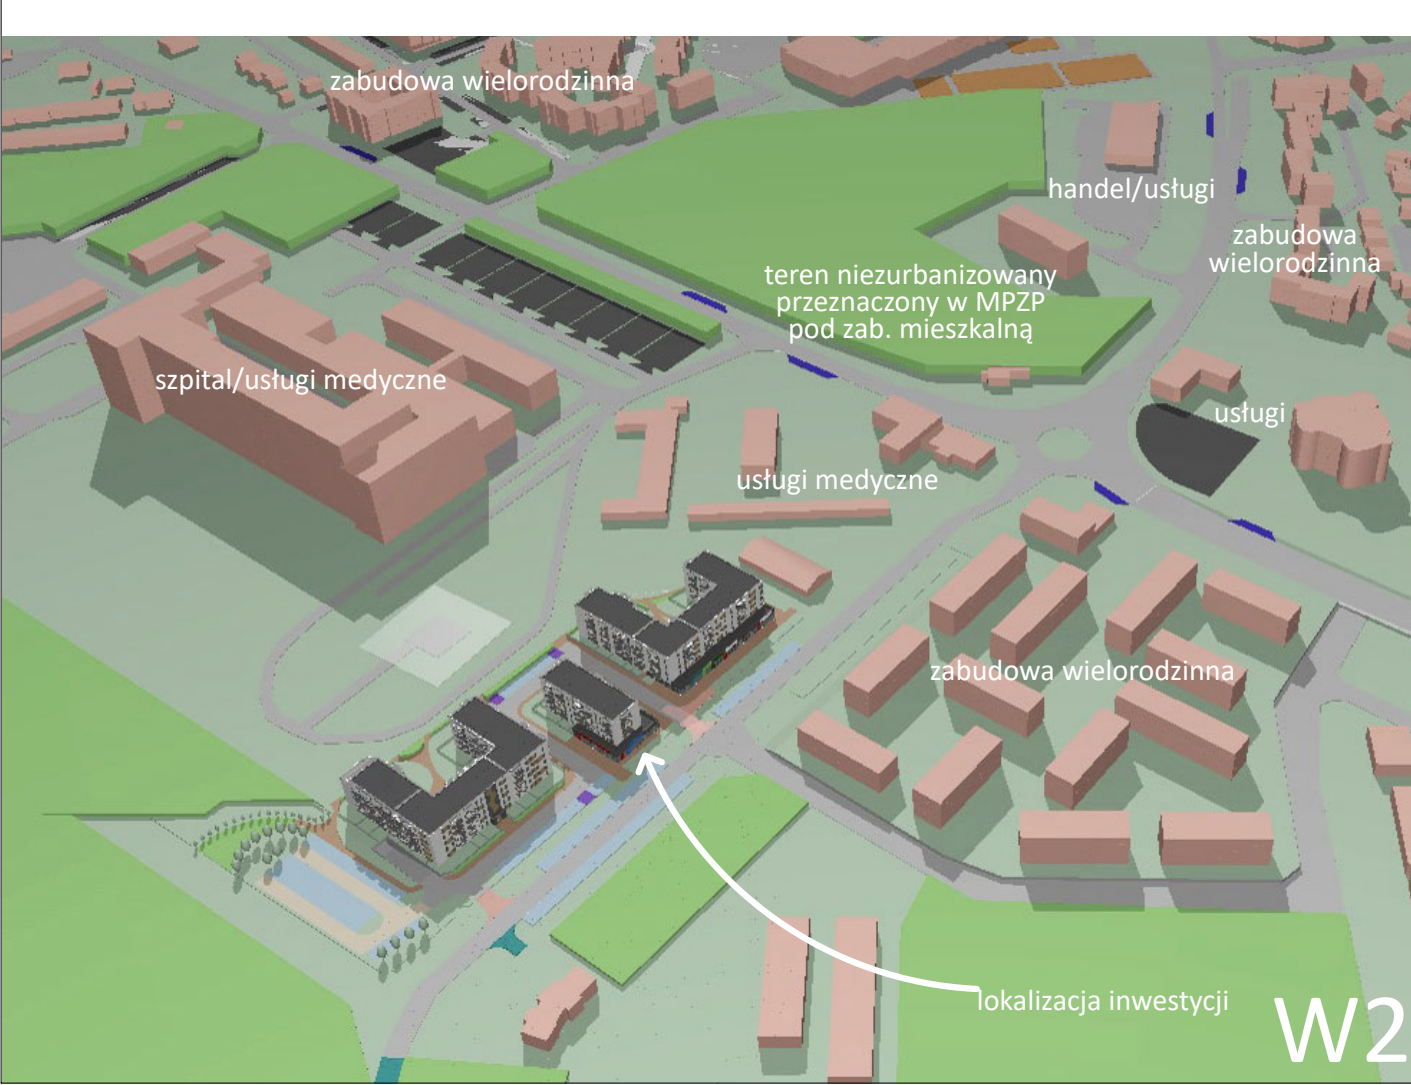 zabudowa wielorodzinna
handel/usługi
zabudowa
wielorodzinna
teren niezurbanizowany
przeznaczony w MPZP
pod zab. mieszkalną
szpital/usługi medyczne
usługi
usługi medyczne
zabudowa wielorodzinna
lokalizacja inwestycji
W2